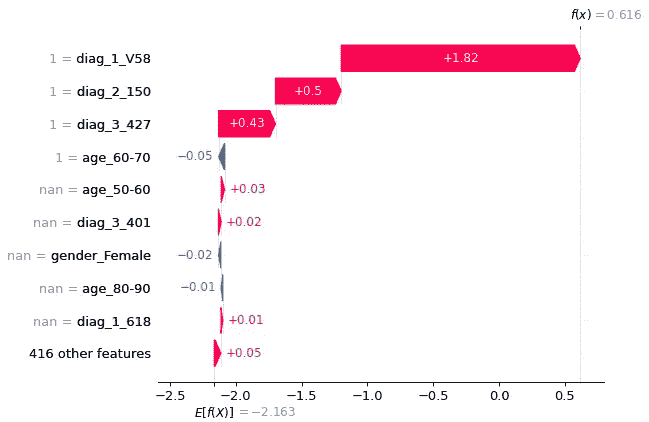 f(x) = 0.616
1 = diag_1_V58
+1.82
1 = diag_2_150
+0.5
1 = diag_3_427
+0.43
1 = age_60-70
−0.05
nan = age_50-60
+0.03
nan = diag_3_401
+0.02
nan = gender_Female
−0.02
nan = age_80-90
−0.01
nan = diag_1_618
+0.01
416 other features
+0.05
−2.5 −2.0 −1.5 −1.0 −0.5 0.0 0.5
E[f(X)] = −2.163